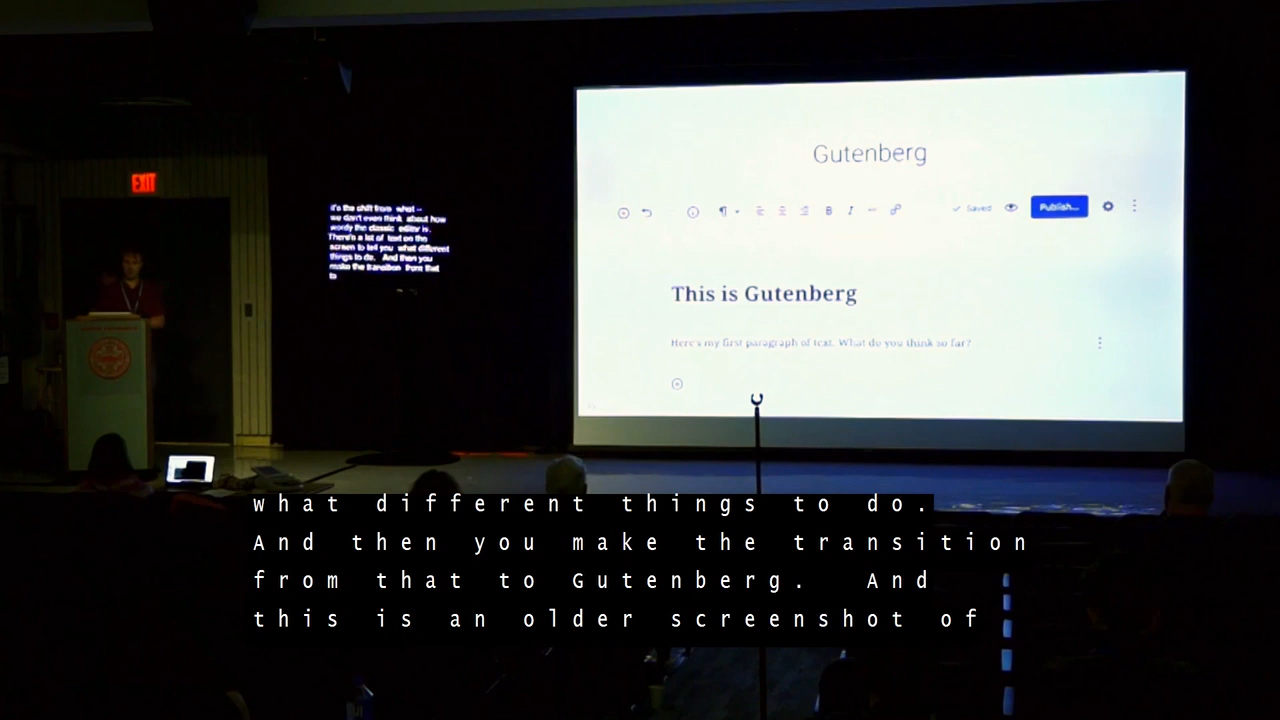 EXIT
it's the shift from what --
we don't even think about how
wordy the classic editor is.
There's a lot of text on the
screen to tell you what different
things to do. And then you
make the transition from that
to
Gutenberg
Saved
Publish...
This is Gutenberg
Here's my first paragraph of text. What do you think so far?
what different things to do.
And then you make the transition
from that to Gutenberg. And
this is an older screenshot of